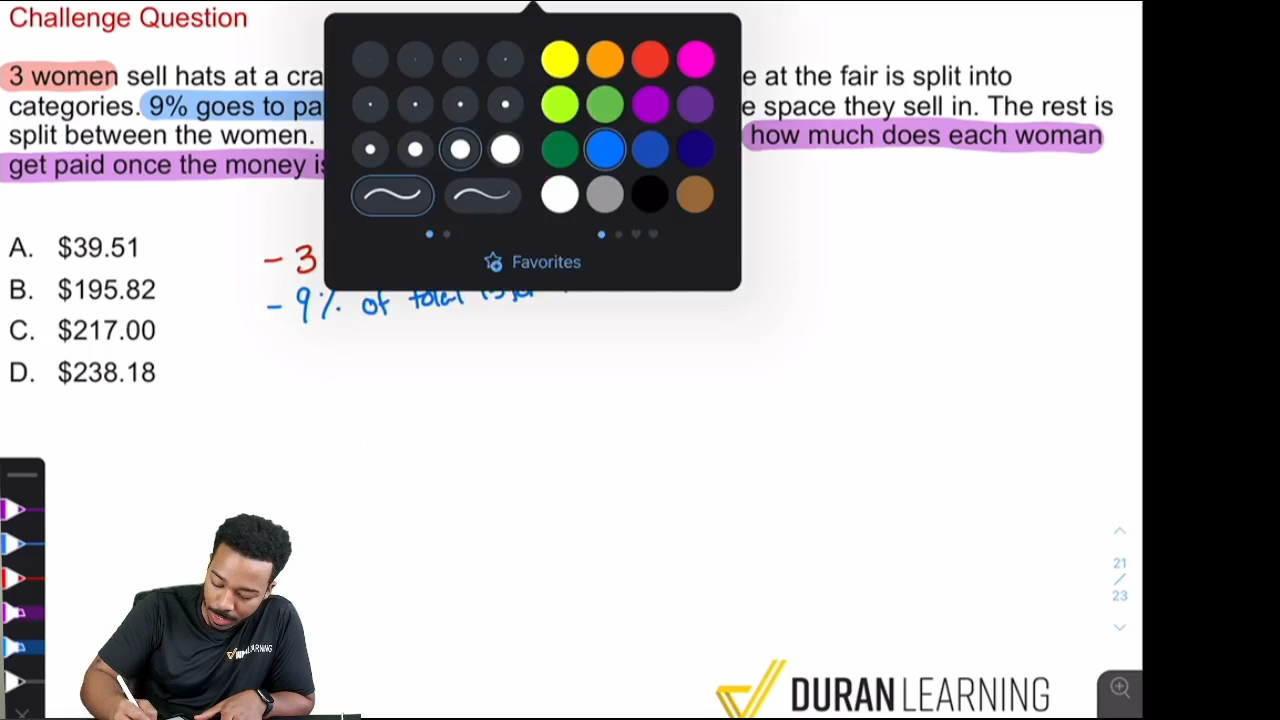 Challenge Question
3 women sell hats at a cra e at the fair is split into
categories. 9% goes to pa e space they sell in. The rest is
split between the women. how much does each woman
get paid once the money is
A. $39.51
B. $195.82
C. $217.00
D. $238.18
- 3
- 9% of total is for
Favorites
21
/
23
LEARNING
DURAN LEARNING